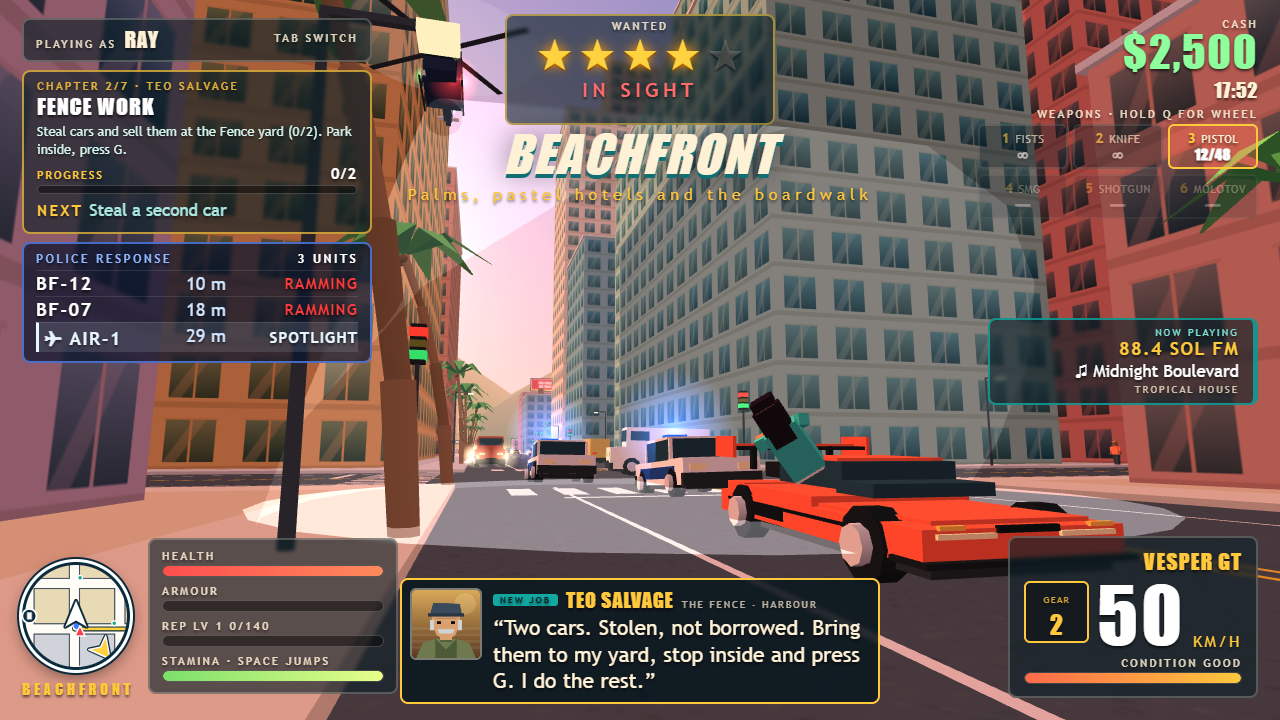 PLAYING AS RAY TAB SWITCH
CHAPTER 2/7 · TEO SALVAGE
FENCE WORK
Steal cars and sell them at the Fence yard (0/2). Park
inside, press G.
PROGRESS 0/2
NEXT Steal a second car
POLICE RESPONSE 3 UNITS
BF-12 10 m RAMMING
BF-07 18 m RAMMING
AIR-1 29 m SPOTLIGHT
WANTED
IN SIGHT
BEACHFRONT
Palms, pastel hotels and the boardwalk
CASH
$2,500
17:52
WEAPONS · HOLD Q FOR WHEEL
1 FISTS 2 KNIFE 3 PISTOL
∞ ∞ 12/48
4 SMG 5 SHOTGUN 6 MOLOTOV
— — —
NOW PLAYING
88.4 SOL FM
♫ Midnight Boulevard
TROPICAL HOUSE
BEACHFRONT
HEALTH
ARMOUR
REP LV 1 0/140
STAMINA · SPACE JUMPS
NEW JOB TEO SALVAGE THE FENCE · HARBOUR
“Two cars. Stolen, not borrowed. Bring
them to my yard, stop inside and press
G. I do the rest.”
VESPER GT
GEAR
2
50 KM/H
CONDITION GOOD